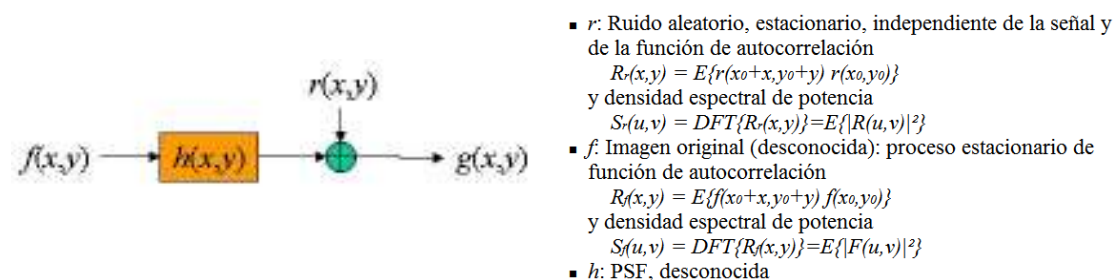 r(x,y)
f(x,y)
h(x,y)
g(x,y)
▪ r: Ruido aleatorio, estacionario, independiente de la señal y
de la función de autocorrelación
Rr(x,y) = E{r(x0+x,y0+y) r(x0,y0)}
y densidad espectral de potencia
Sr(u,v) = DFT{Rr(x,y)}=E{|R(u,v)|²}
▪ f: Imagen original (desconocida): proceso estacionario de
función de autocorrelación
Rf(x,y) = E{f(x0+x,y0+y) f(x0,y0)}
y densidad espectral de potencia
Sf(u,v) = DFT{Rf(x,y)}=E{|F(u,v)|²}
▪ h: PSF, desconocida